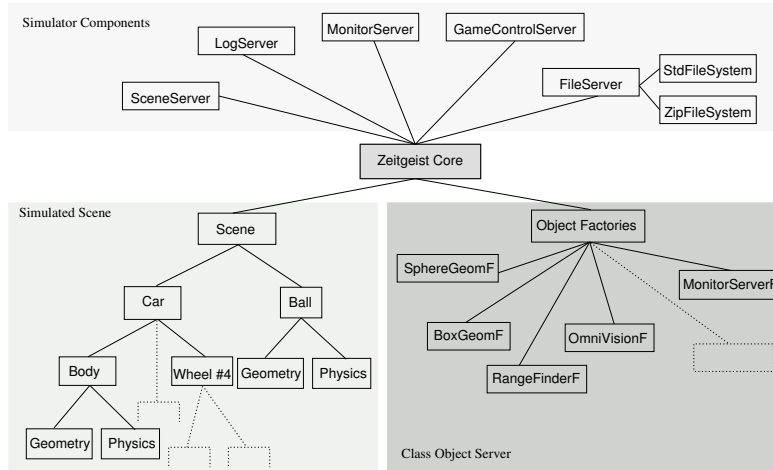 Simulator Components
MonitorServer
GameControlServer
LogServer
StdFileSystem
FileServer
SceneServer
ZipFileSystem
Zeitgeist Core
Simulated Scene
Scene
Object Factories
SphereGeomF
MonitorServerF
Car
Ball
BoxGeomF
OmniVisionF
Body
Wheel #4
Geometry
Physics
RangeFinderF
Geometry
Physics
Class Object Server